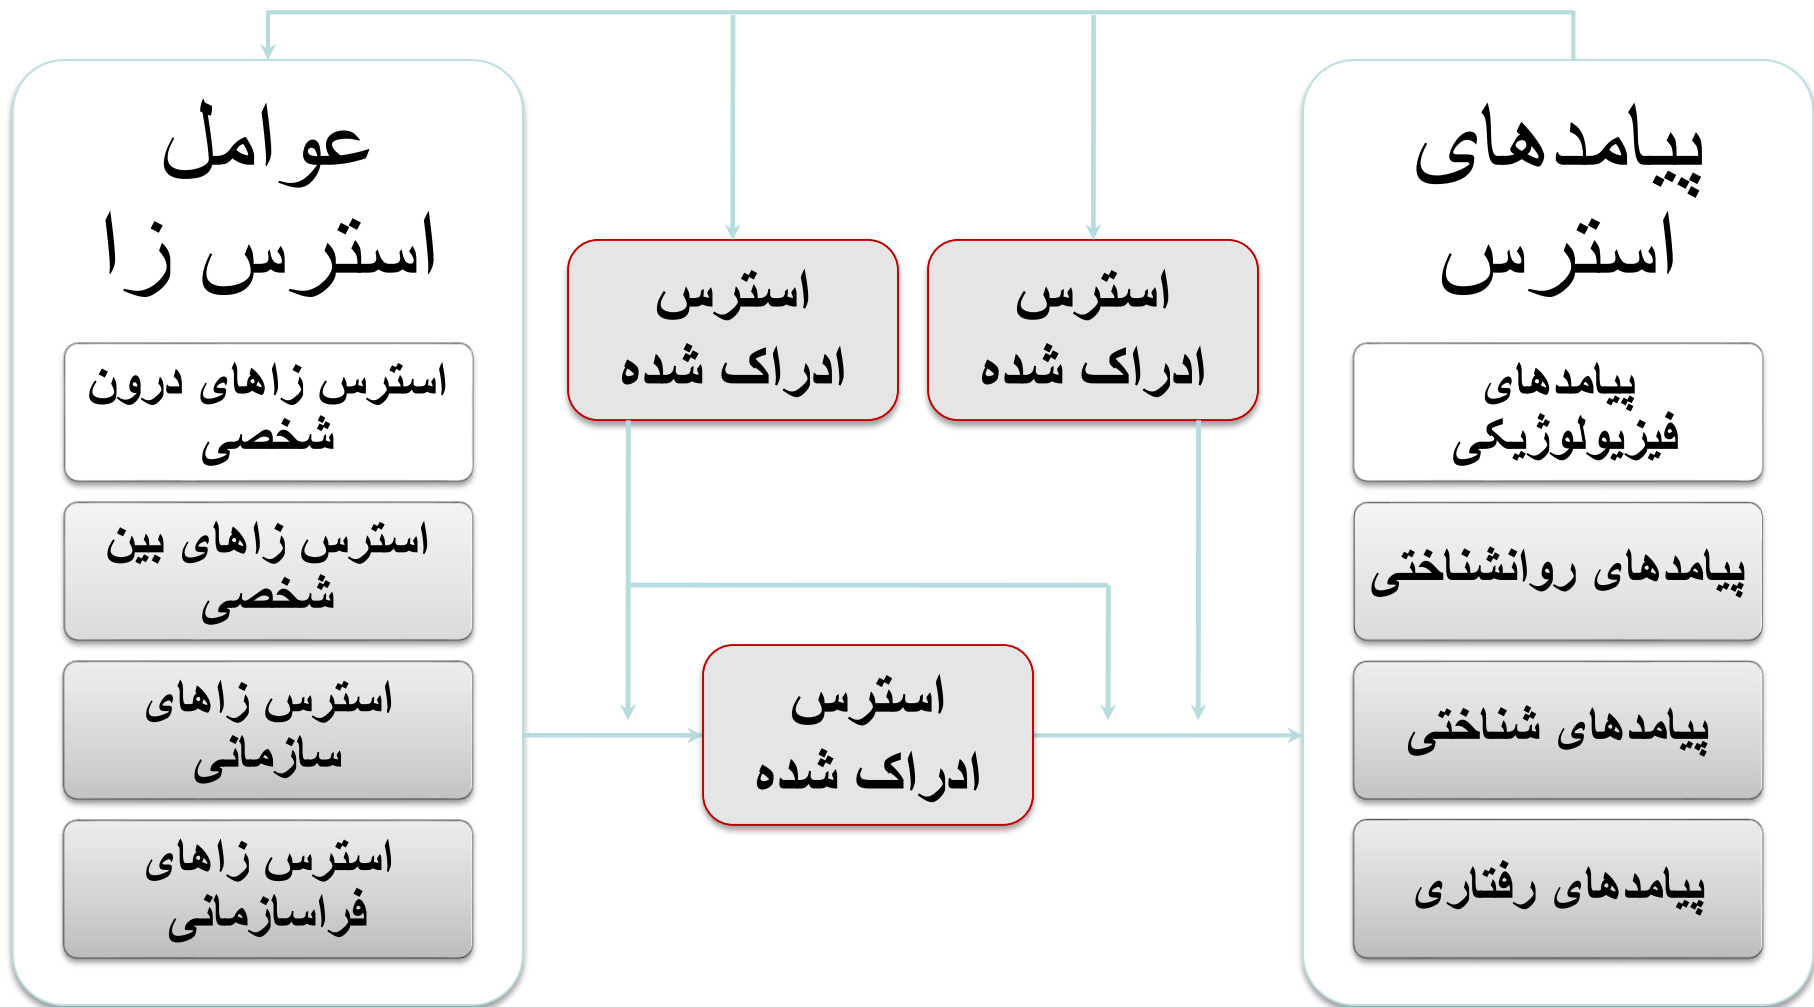 عوامل
استرس زا
استرس زاهای درون
شخصی
استرس زاهای بین
شخصی
استرس زاهای
سازمانی
استرس زاهای
فراسازمانی
استرس
ادراک شده
استرس
ادراک شده
استرس
ادراک شده
پیامدهای
استرس
پیامدهای
فیزیولوژیکی
پیامدهای روانشناختی
پیامدهای شناختی
پیامدهای رفتاری